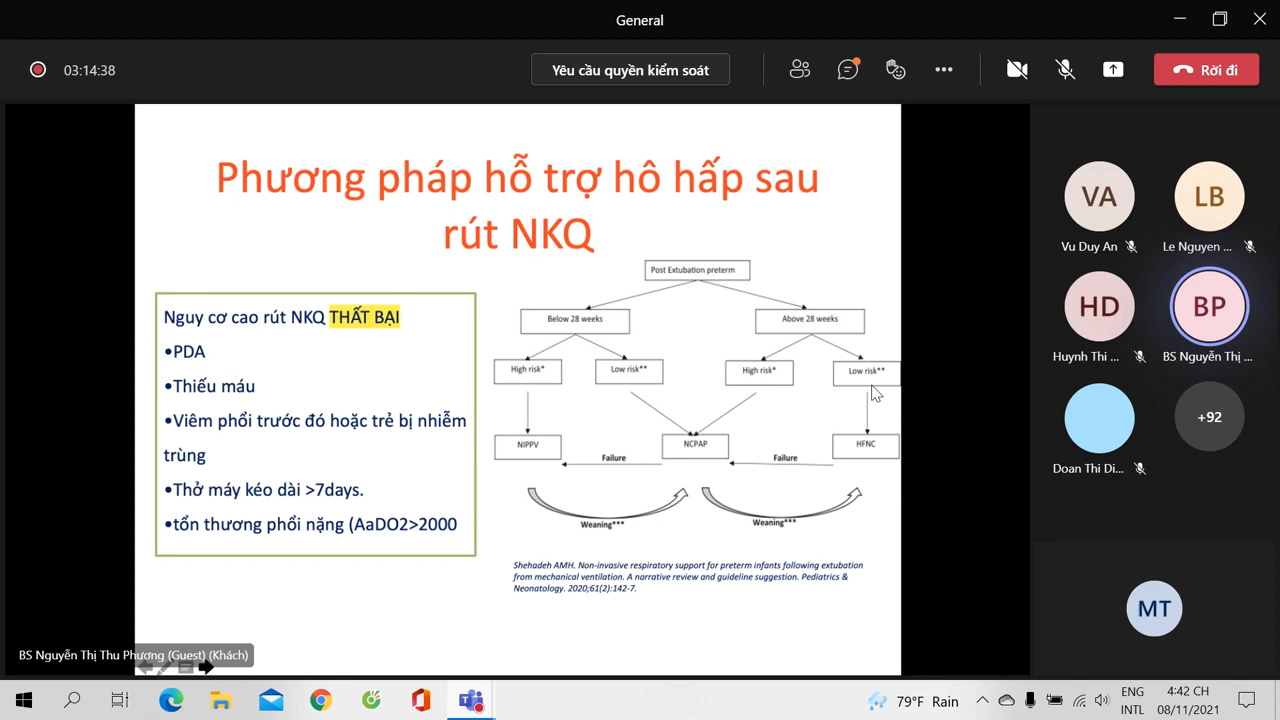 General
03:14:38
Yêu cầu quyền kiểm soát
Rời đi
Phương pháp hỗ trợ hô hấp sau
rút NKQ
Nguy cơ cao rút NKQ THẤT BẠI
•PDA
•Thiếu máu
•Viêm phổi trước đó hoặc trẻ bị nhiễm
trùng
•Thở máy kéo dài >7days.
•tổn thương phổi nặng (AaDO2>2000
Post Extubation preterm
Below 28 weeks
Above 28 weeks
High risk*
Low risk**
High risk*
Low risk**
NIPPV
NCPAP
HFNC
Failure
Failure
Weaning***
Weaning***
Shehadeh AMH. Non-invasive respiratory support for preterm infants following extubation
from mechanical ventilation. A narrative review and guideline suggestion. Pediatrics &
Neonatology. 2020;61(2):142-7.
BS Nguyễn Thị Thu Phương (Guest) (Khách)
VA
Vu Duy An
LB
Le Nguyen ...
HD
Huynh Thi ...
BP
BS Nguyễn Thị ...
Doan Thi Di...
+92
MT
79°F Rain
ENG
INTL
4:42 CH
08/11/2021